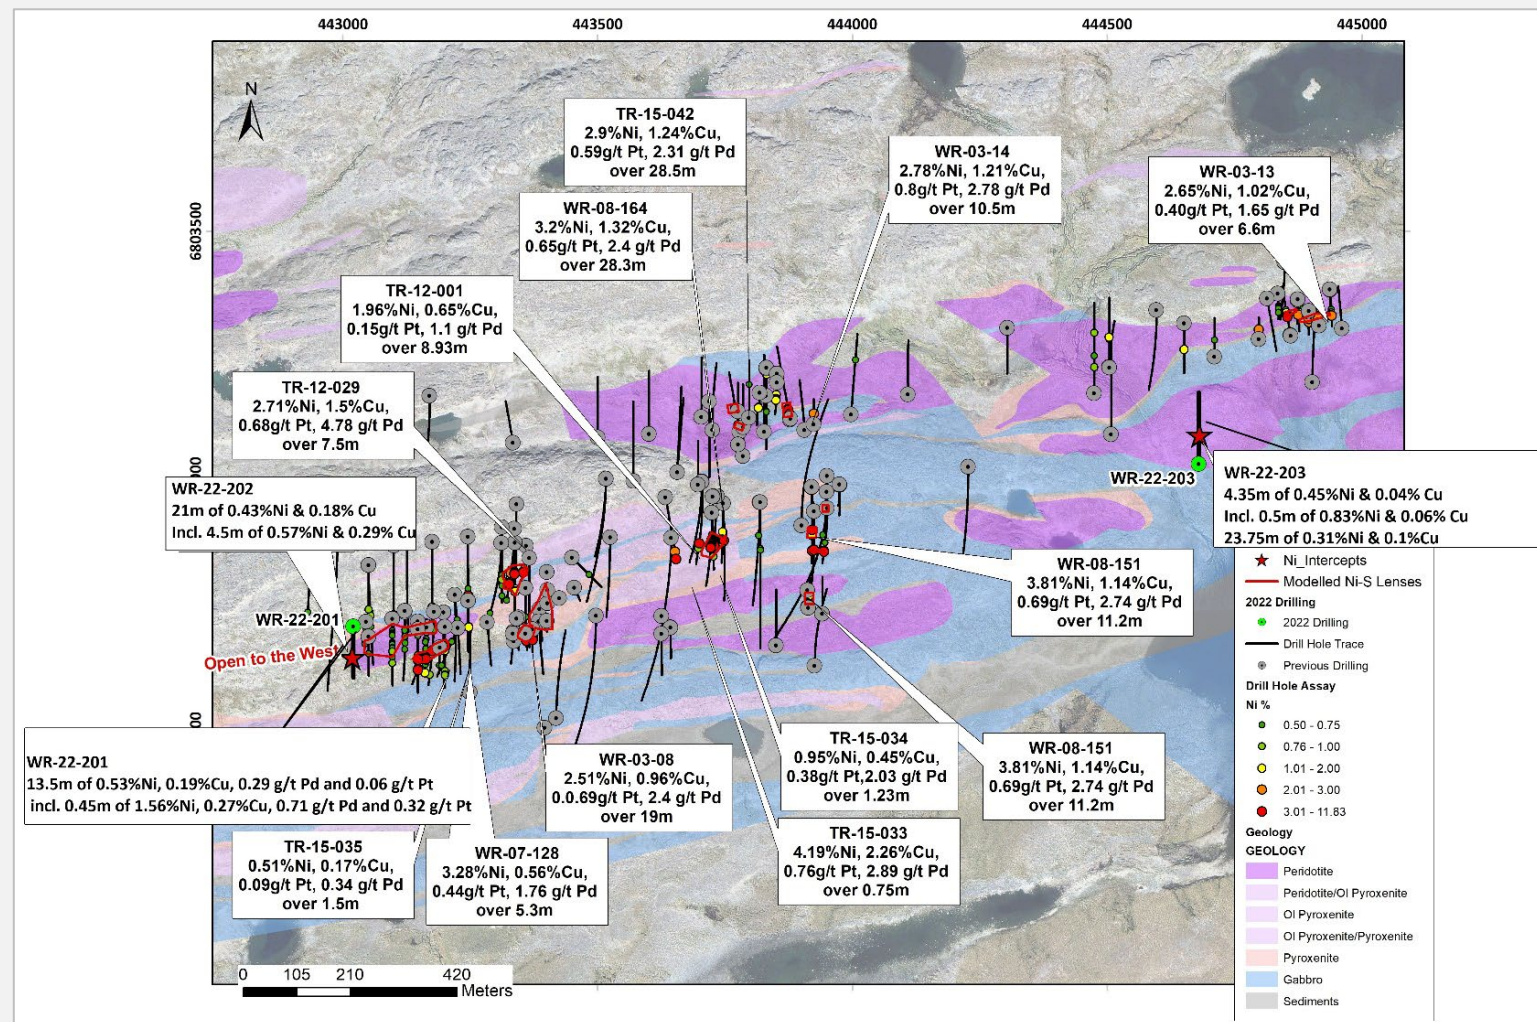 443000
443500
444000
444500
445000
N
6803500
000
00
TR-15-042
2.9%Ni, 1.24%Cu,
0.59g/t Pt, 2.31 g/t Pd
over 28.5m
WR-03-14
2.78%Ni, 1.21%Cu,
0.8g/t Pt, 2.78 g/t Pd
over 10.5m
WR-03-13
2.65%Ni, 1.02%Cu,
0.40g/t Pt, 1.65 g/t Pd
over 6.6m
WR-08-164
3.2%Ni, 1.32%Cu,
0.65g/t Pt, 2.4 g/t Pd
over 28.3m
TR-12-001
1.96%Ni, 0.65%Cu,
0.15g/t Pt, 1.1 g/t Pd
over 8.93m
TR-12-029
2.71%Ni, 1.5%Cu,
0.68g/t Pt, 4.78 g/t Pd
over 7.5m
WR-22-202
21m of 0.43%Ni & 0.18% Cu
Incl. 4.5m of 0.57%Ni & 0.29% Cu
WR-22-203
WR-22-203
4.35m of 0.45%Ni & 0.04% Cu
Incl. 0.5m of 0.83%Ni & 0.06% Cu
23.75m of 0.31%Ni & 0.1%Cu
WR-22-201
Open to the West
WR-08-151
3.81%Ni, 1.14%Cu,
0.69g/t Pt, 2.74 g/t Pd
over 11.2m
WR-22-201
13.5m of 0.53%Ni, 0.19%Cu, 0.29 g/t Pd and 0.06 g/t Pt
incl. 0.45m of 1.56%Ni, 0.27%Cu, 0.71 g/t Pd and 0.32 g/t Pt
WR-03-08
2.51%Ni, 0.96%Cu,
0.0.69g/t Pt, 2.4 g/t Pd
over 19m
TR-15-034
0.95%Ni, 0.45%Cu,
0.38g/t Pt,2.03 g/t Pd
over 1.23m
WR-08-151
3.81%Ni, 1.14%Cu,
0.69g/t Pt, 2.74 g/t Pd
over 11.2m
TR-15-035
0.51%Ni, 0.17%Cu,
0.09g/t Pt, 0.34 g/t Pd
over 1.5m
WR-07-128
3.28%Ni, 0.56%Cu,
0.44g/t Pt, 1.76 g/t Pd
over 5.3m
TR-15-033
4.19%Ni, 2.26%Cu,
0.76g/t Pt, 2.89 g/t Pd
over 0.75m
0 105 210 420
Meters
Ni_Intercepts
Modelled Ni-S Lenses
2022 Drilling
2022 Drilling
Drill Hole Trace
Previous Drilling
Drill Hole Assay
Ni %
0.50 - 0.75
0.76 - 1.00
1.01 - 2.00
2.01 - 3.00
3.01 - 11.83
Geology
GEOLOGY
Peridotite
Peridotite/Ol Pyroxenite
Ol Pyroxenite
Ol Pyroxenite/Pyroxenite
Pyroxenite
Gabbro
Sediments